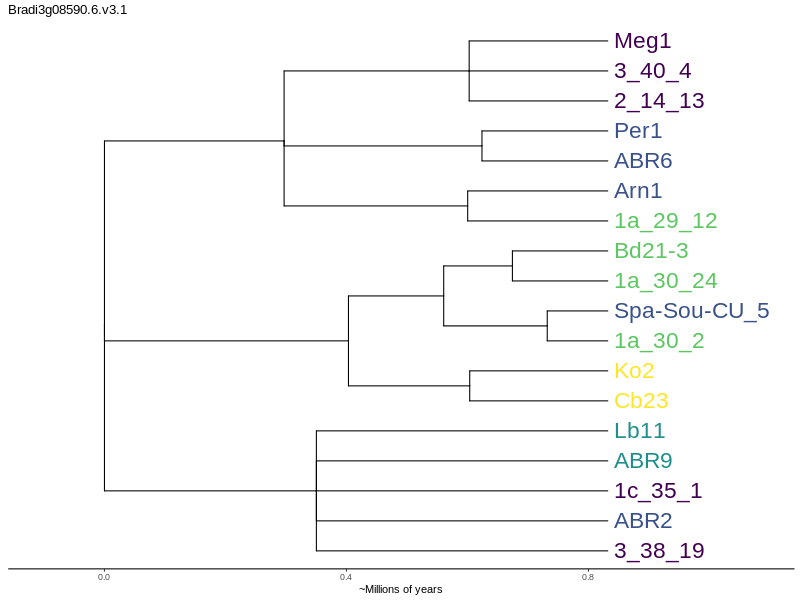 Bradi3g08590.6.v3.1
Meg1
3_40_4
2_14_13
Per1
ABR6
Arn1
1a_29_12
Bd21-3
1a_30_24
Spa-Sou-CU_5
1a_30_2
Ko2
Cb23
Lb11
ABR9
1c_35_1
ABR2
3_38_19
0.0 0.4 0.8
~Millions of years